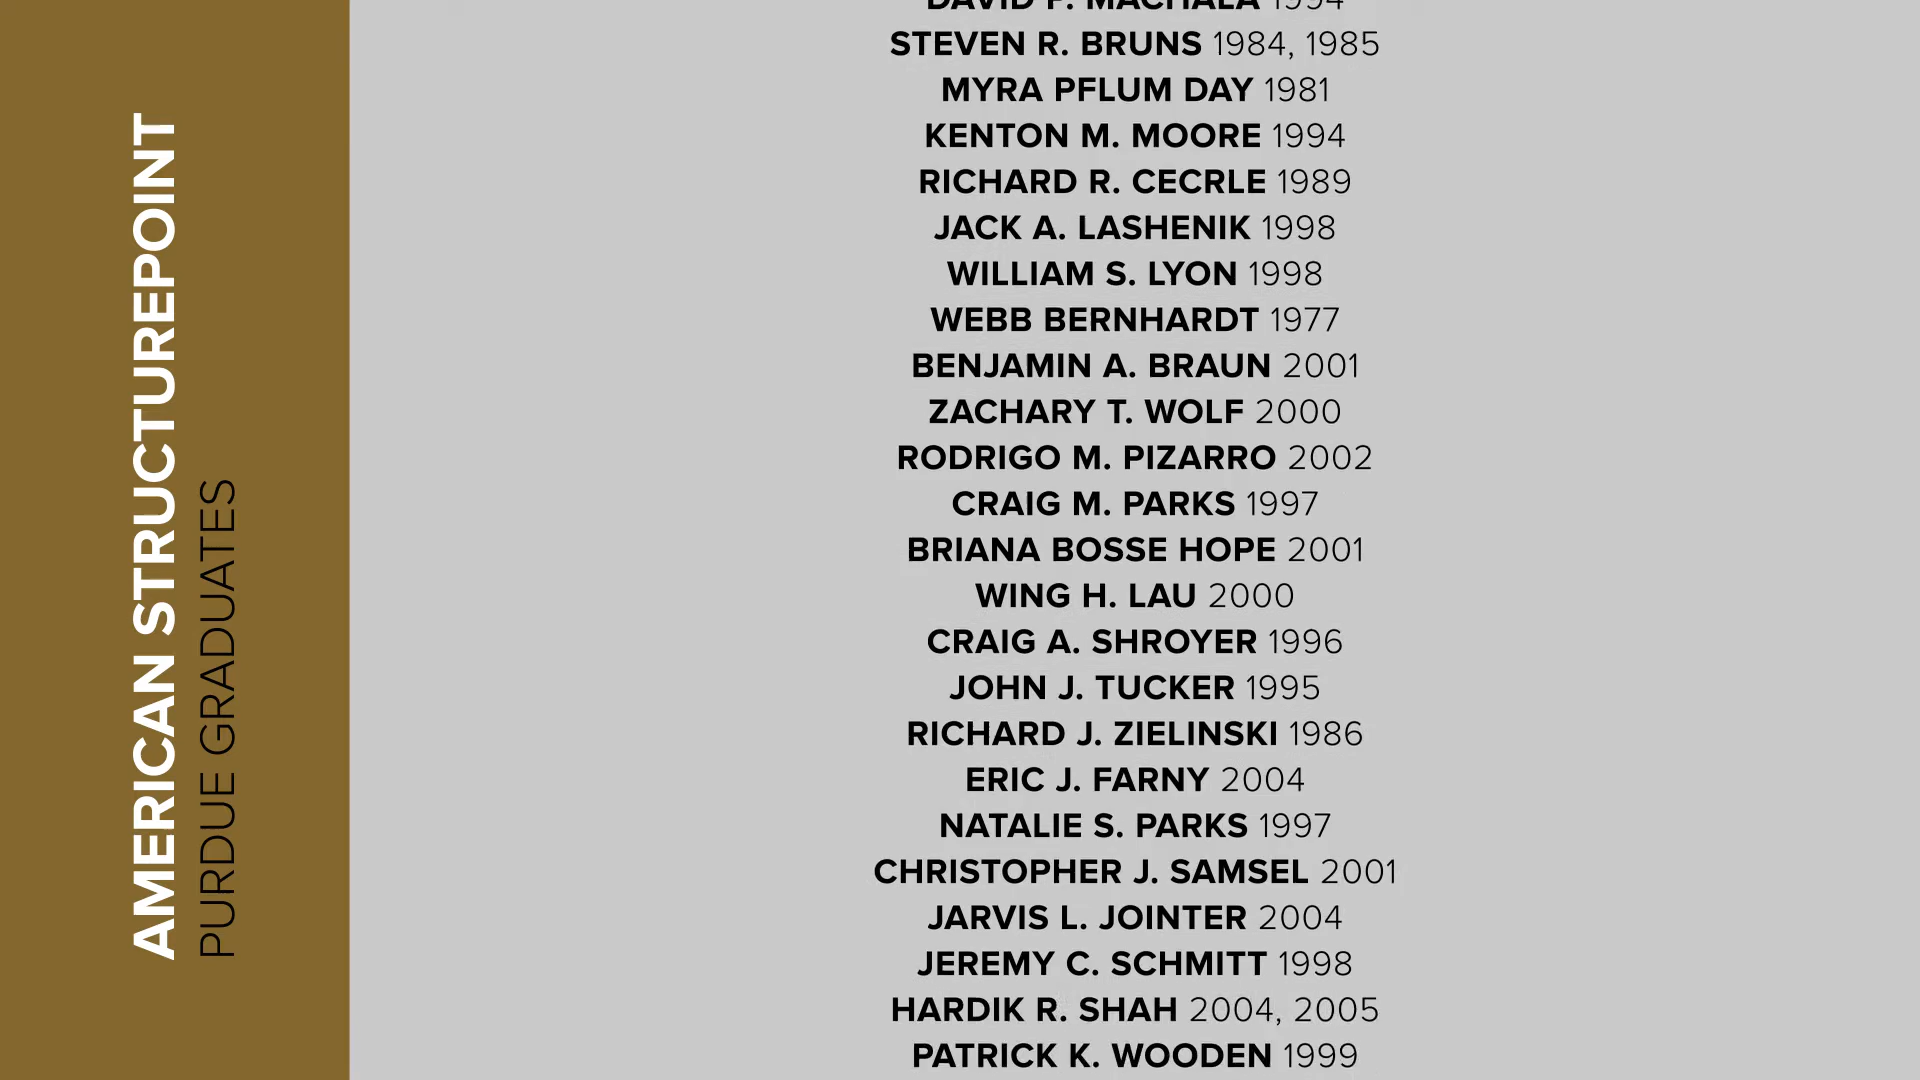 AMERICAN STRUCTUREPOINT
PURDUE GRADUATES
DAVID P. MACHALA 1994
STEVEN R. BRUNS 1984, 1985
MYRA PFLUM DAY 1981
KENTON M. MOORE 1994
RICHARD R. CECRLE 1989
JACK A. LASHENIK 1998
WILLIAM S. LYON 1998
WEBB BERNHARDT 1977
BENJAMIN A. BRAUN 2001
ZACHARY T. WOLF 2000
RODRIGO M. PIZARRO 2002
CRAIG M. PARKS 1997
BRIANA BOSSE HOPE 2001
WING H. LAU 2000
CRAIG A. SHROYER 1996
JOHN J. TUCKER 1995
RICHARD J. ZIELINSKI 1986
ERIC J. FARNY 2004
NATALIE S. PARKS 1997
CHRISTOPHER J. SAMSEL 2001
JARVIS L. JOINTER 2004
JEREMY C. SCHMITT 1998
HARDIK R. SHAH 2004, 2005
PATRICK K. WOODEN 1999